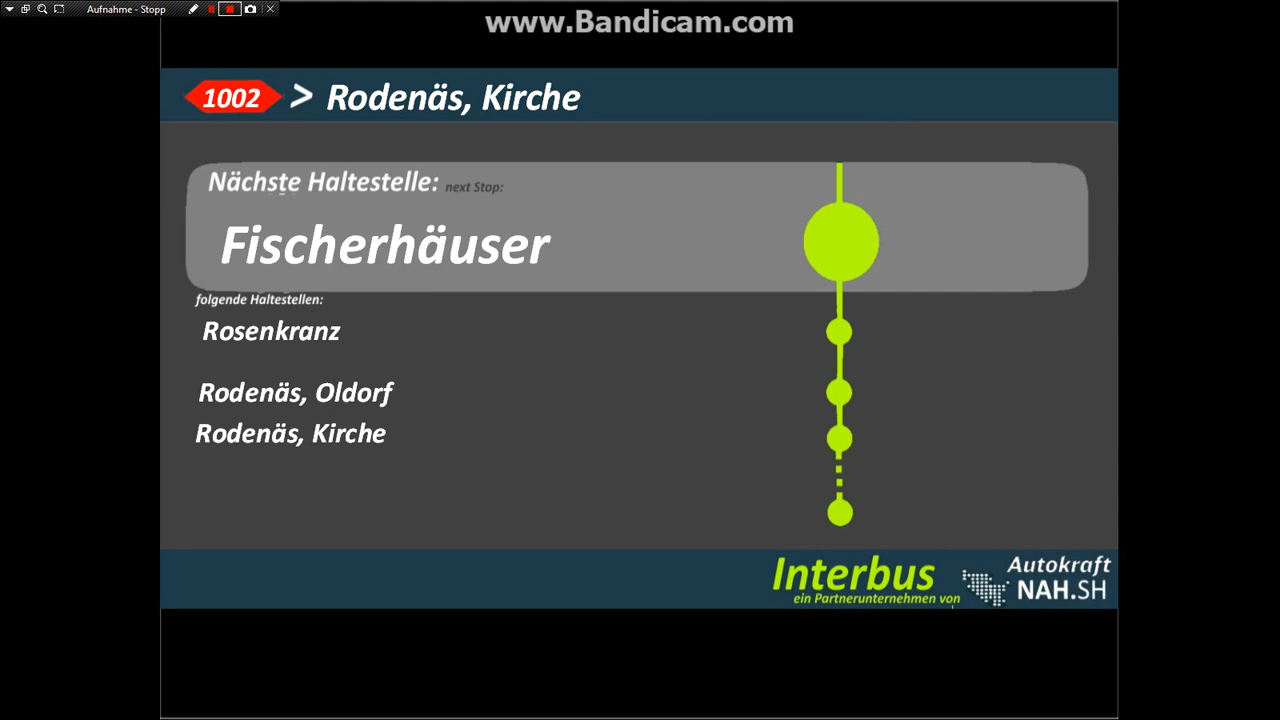 Aufnahme - Stopp
www.Bandicam.com
1002 > Rodenäs, Kirche
Nächste Haltestelle: next Stop:
Fischerhäuser
folgende Haltestellen:
Rosenkranz
Rodenäs, Oldorf
Rodenäs, Kirche
Interbus
ein Partnerunternehmen von
Autokraft
NAH.SH